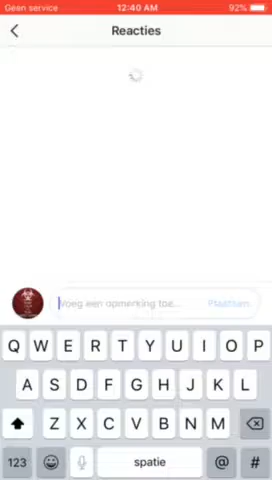 Geen service 12:40 AM 92%
Reacties
Voeg een opmerking toe... Plaatsen
Q W E R T Y U I O P
A S D F G H J K L
Z X C V B N M
123 spatie @ #